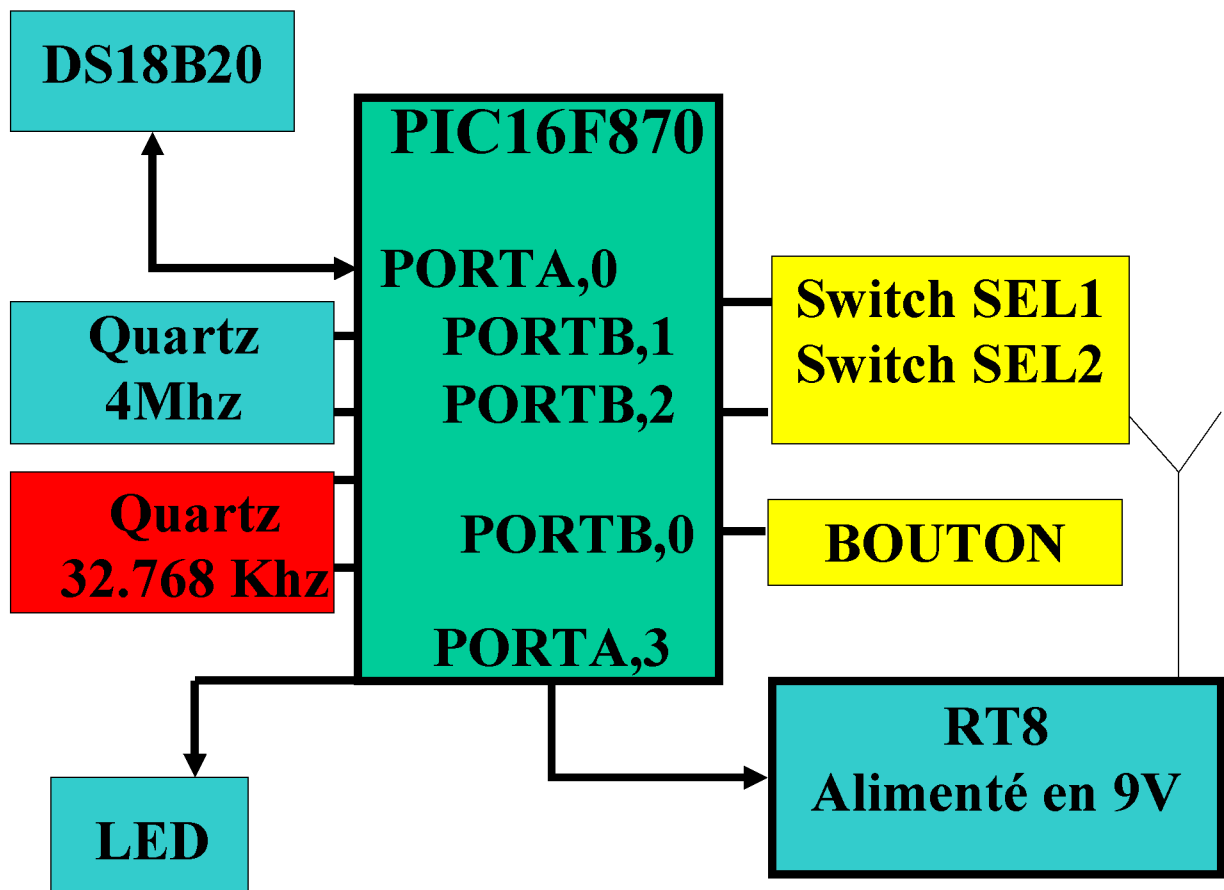 DS18B20
PIC16F870
PORTA,0
PORTB,1
PORTB,2
PORTB,0
PORTA,3
Quartz
4Mhz
Quartz
32.768 Khz
Switch SEL1
Switch SEL2
BOUTON
RT8
Alimenté en 9V
LED